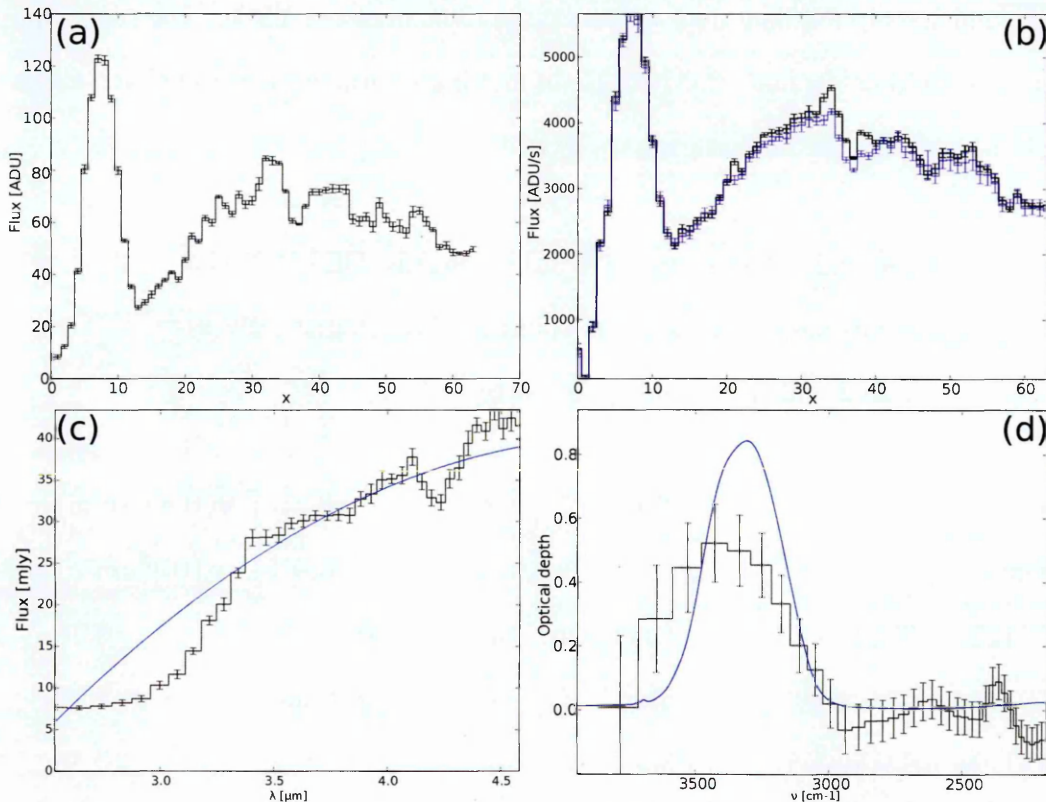 (a)
140
120
100
80
60
40
20
0
Flux [ADU]
0 10 20 30 40 50 60 70
x
(b)
5000
4000
3000
2000
1000
Flux [ADU/s]
0 10 20 30 40 50 60
x
(c)
40
35
30
25
20
15
10
5
0
Flux [mJy]
3.0 3.5 4.0 4.5
λ [μm]
(d)
0.8
0.6
0.4
0.2
0.0
Optical depth
3500 3000 2500
ν [cm-1]